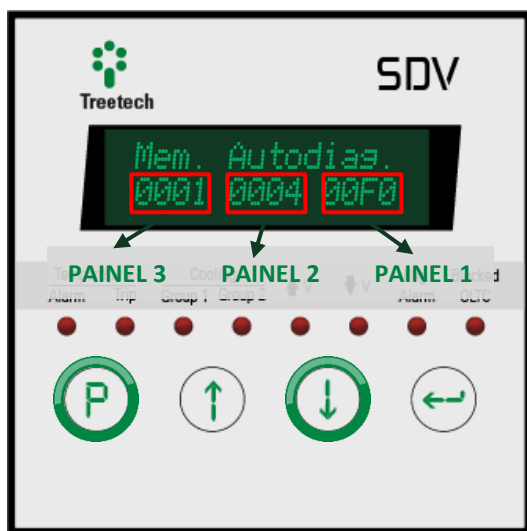 Treetech
SDV
Mem. Autodiag.
0001 0004 00F0
PAINEL 3 PAINEL 2 PAINEL 1
Cool V V
Alarm Trip Group 1 Group 2 Alarm OLTC
P